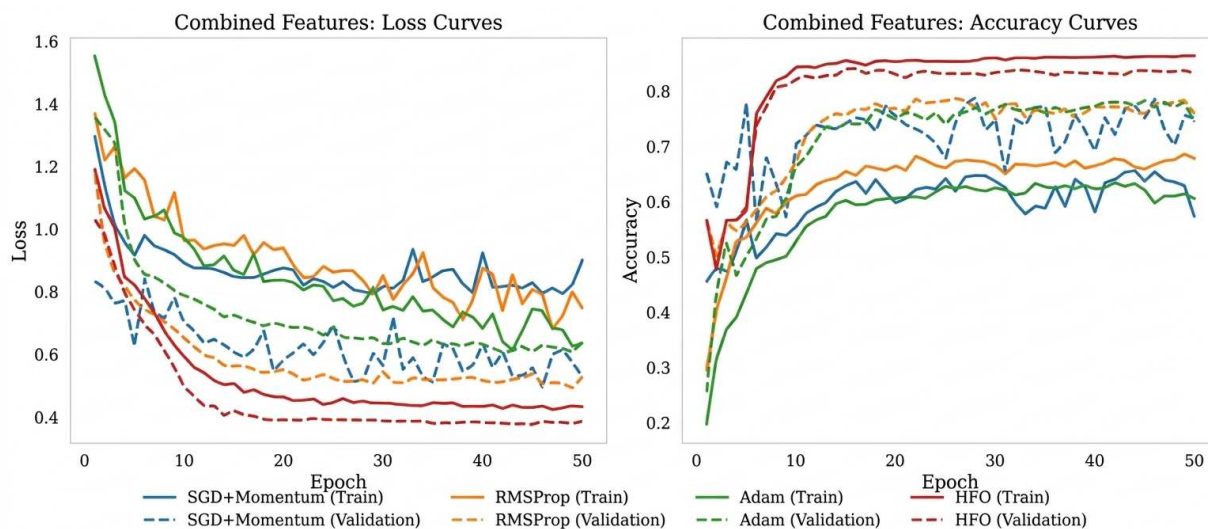 Combined Features: Loss Curves
1.6
1.4
1.2
1.0
0.8
0.6
0.4
Loss
0 10 20 30 40 50
Epoch
Combined Features: Accuracy Curves
0.8
0.7
0.6
0.5
0.4
0.3
0.2
Accuracy
0 10 20 30 40 50
Epoch
SGD+Momentum (Train) RMSProp (Train) Adam (Train) HFO (Train)
SGD+Momentum (Validation) RMSProp (Validation) Adam (Validation) HFO (Validation)